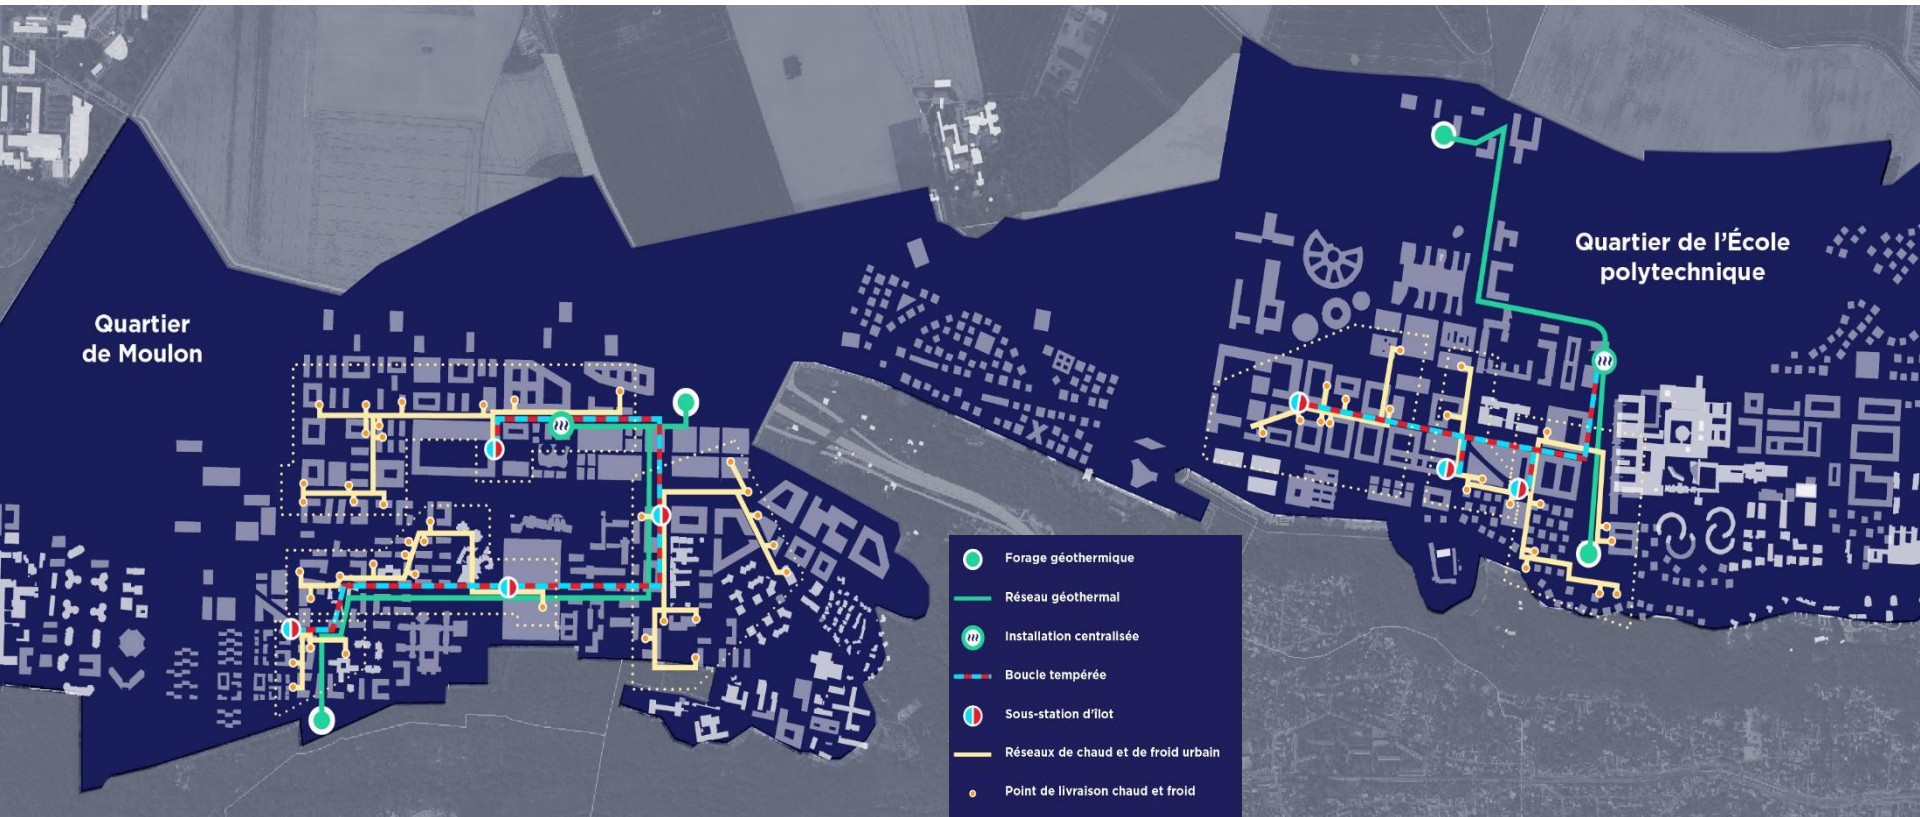 Quartier
de Moulon
Quartier de l'École
polytechnique
Forage géothermique
Réseau géothermal
Installation centralisée
Boucle tempérée
Sous-station d'îlot
Réseaux de chaud et de froid urbain
Point de livraison chaud et froid